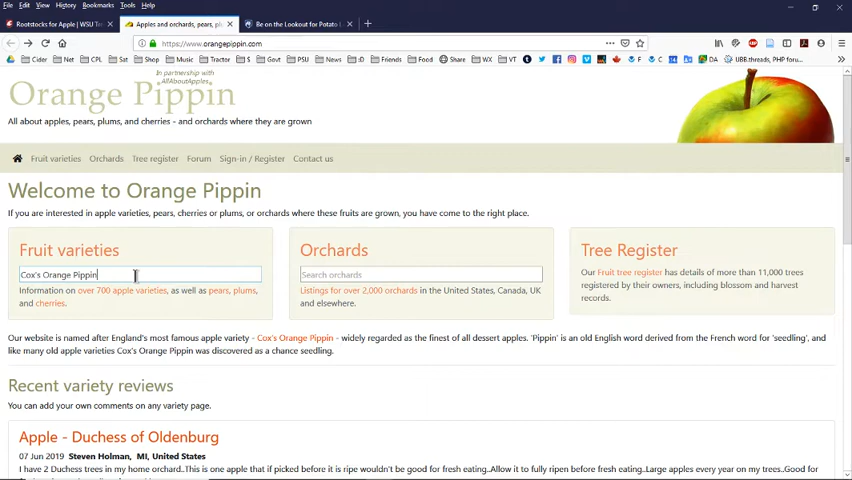 File Edit View History Bookmarks Tools Help
Rootstocks for Apple | WSU Tre
Apples and orchards, pears, pl
Be on the Lookout for Potato L
https://www.orangepippin.com
Cider CPL Sat Shop Music Tractor S Govt PSU News D Friends Food WX VT DA UBB.threads, PHP foru...
In partnership with
AllAboutApples
Orange Pippin
All about apples, pears, plums, and cherries - and orchards where they are grown
Fruit varieties Orchards Tree register Forum Sign-in / Register Contact us
Welcome to Orange Pippin
If you are interested in apple varieties, pears, cherries or plums, or orchards where these fruits are grown, you have come to the right place.
Fruit varieties
Cox's Orange Pippin
Information on over 700 apple varieties, as well as pears, plums,
and cherries.
Orchards
Search orchards
Listings for over 2,000 orchards in the United States, Canada, UK
and elsewhere.
Tree Register
Our Fruit tree register has details of more than 11,000 trees
registered by their owners, including blossom and harvest
records.
Our website is named after England's most famous apple variety - Cox's Orange Pippin - widely regarded as the finest of all dessert apples. 'Pippin' is an old English word derived from the French word for 'seedling', and
like many old apple varieties Cox's Orange Pippin was discovered as a chance seedling.
Recent variety reviews
You can add your own comments on any variety page.
Apple - Duchess of Oldenburg
07 Jun 2019 Steven Holman, MI, United States
I have 2 Duchess trees in my home orchard..This is one apple that if picked before it is ripe wouldn't be good for fresh eating..Allow it to fully ripen before fresh eating..Large apples every year on my trees..Good for